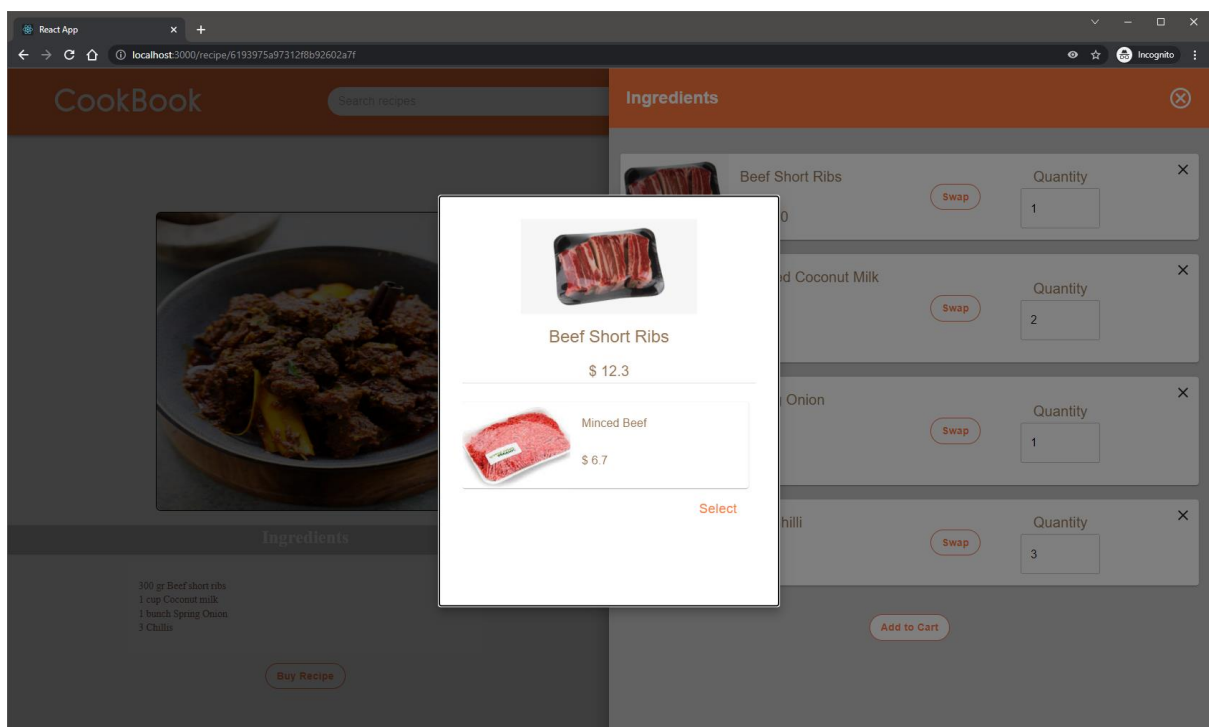 React App
localhost:3000/recipe/6193975a97312f8b92602a7f
Incognito
CookBook
Search recipes
Ingredients
Beef Short Ribs
0
Swap
Quantity
1
d Coconut Milk
Swap
Quantity
2
Onion
Swap
Quantity
1
hilli
Swap
Quantity
3
Add to Cart
Beef Short Ribs
$ 12.3
Minced Beef
$ 6.7
Select
Ingredients
300 gr Beef short ribs
1 cup Coconut milk
1 bunch Spring Onion
3 Chillis
Buy Recipe